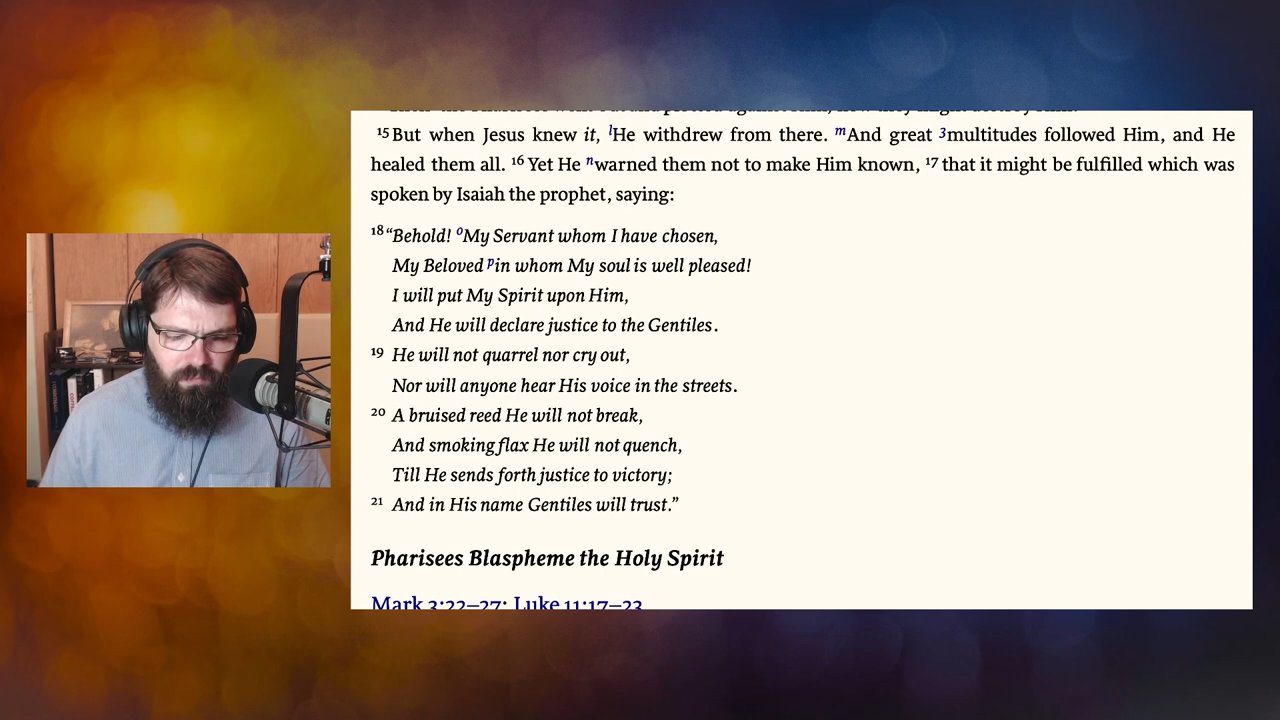 15 But when Jesus knew it, lHe withdrew from there. mAnd great 3multitudes followed Him, and He
healed them all. 16 Yet He nwarned them not to make Him known, 17 that it might be fulfilled which was
spoken by Isaiah the prophet, saying:
18 “Behold! oMy Servant whom I have chosen,
My Beloved pin whom My soul is well pleased!
I will put My Spirit upon Him,
And He will declare justice to the Gentiles.
19 He will not quarrel nor cry out,
Nor will anyone hear His voice in the streets.
20 A bruised reed He will not break,
And smoking flax He will not quench,
Till He sends forth justice to victory;
21 And in His name Gentiles will trust.”
Pharisees Blaspheme the Holy Spirit
Mark 3:22–27; Luke 11:17–23